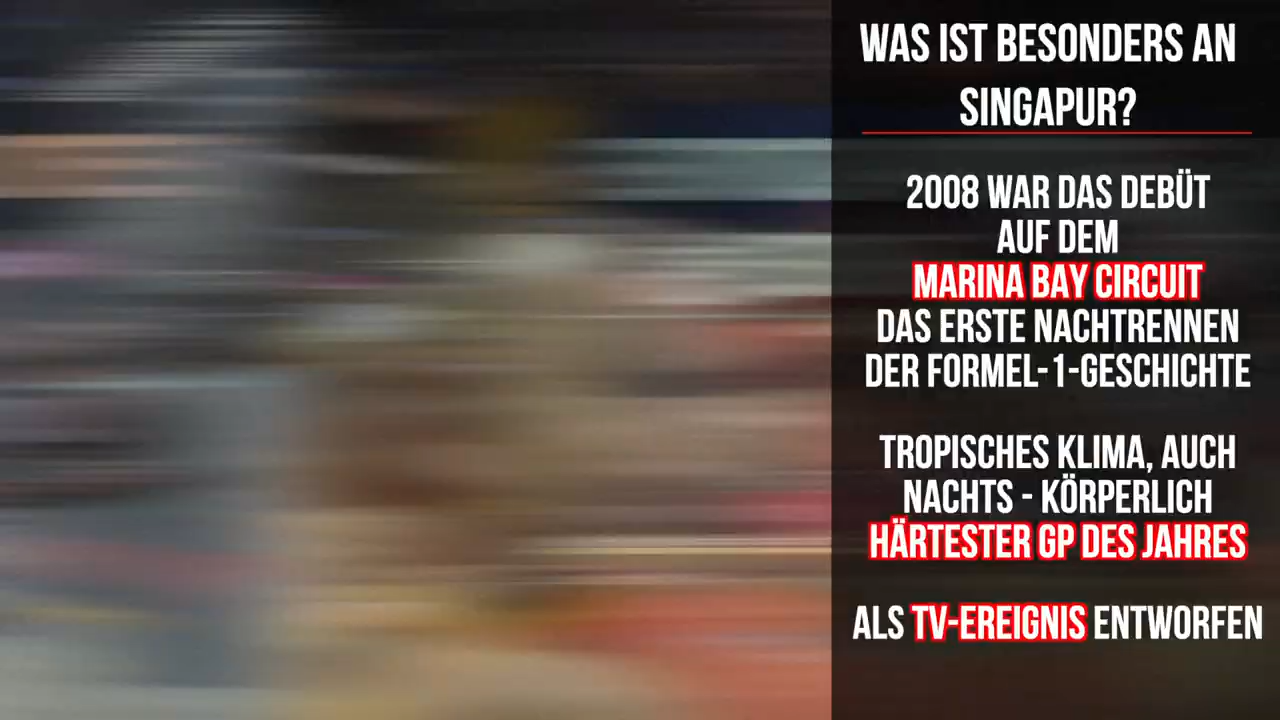 WAS IST BESONDERS AN
SINGAPUR?
2008 WAR DAS DEBÜT
AUF DEM
MARINA BAY CIRCUIT
DAS ERSTE NACHTRENNEN
DER FORMEL-1-GESCHICHTE
TROPISCHES KLIMA, AUCH
NACHTS - KÖRPERLICH
HÄRTESTER GP DES JAHRES
ALS TV-EREIGNIS ENTWORFEN